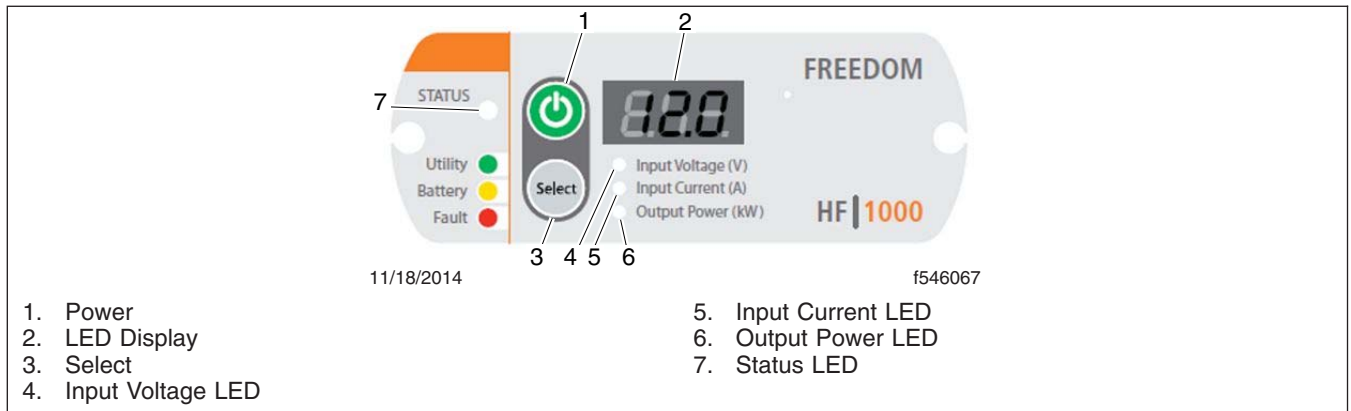 1
2
FREEDOM
7
STATUS
12.0
Utility
Battery
Fault
Select
Input Voltage (V)
Input Current (A)
Output Power (kW)
HF|1000
3
4
5
6
11/18/2014
f546067
1. Power
2. LED Display
3. Select
4. Input Voltage LED
5. Input Current LED
6. Output Power LED
7. Status LED